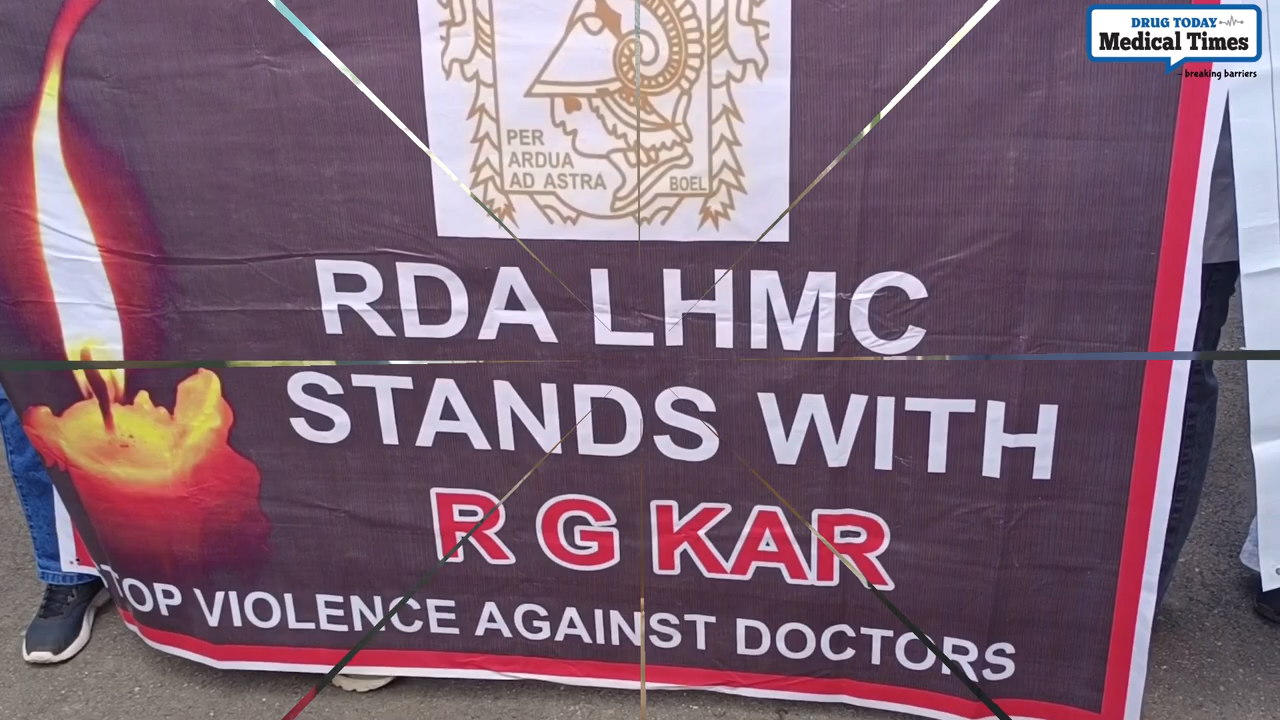 DRUG TODAY
Medical Times
- breaking barriers
PER
ARDUA
AD ASTRA
BOEL
RDA LHMC
STANDS WITH
R G KAR
STOP VIOLENCE AGAINST DOCTORS